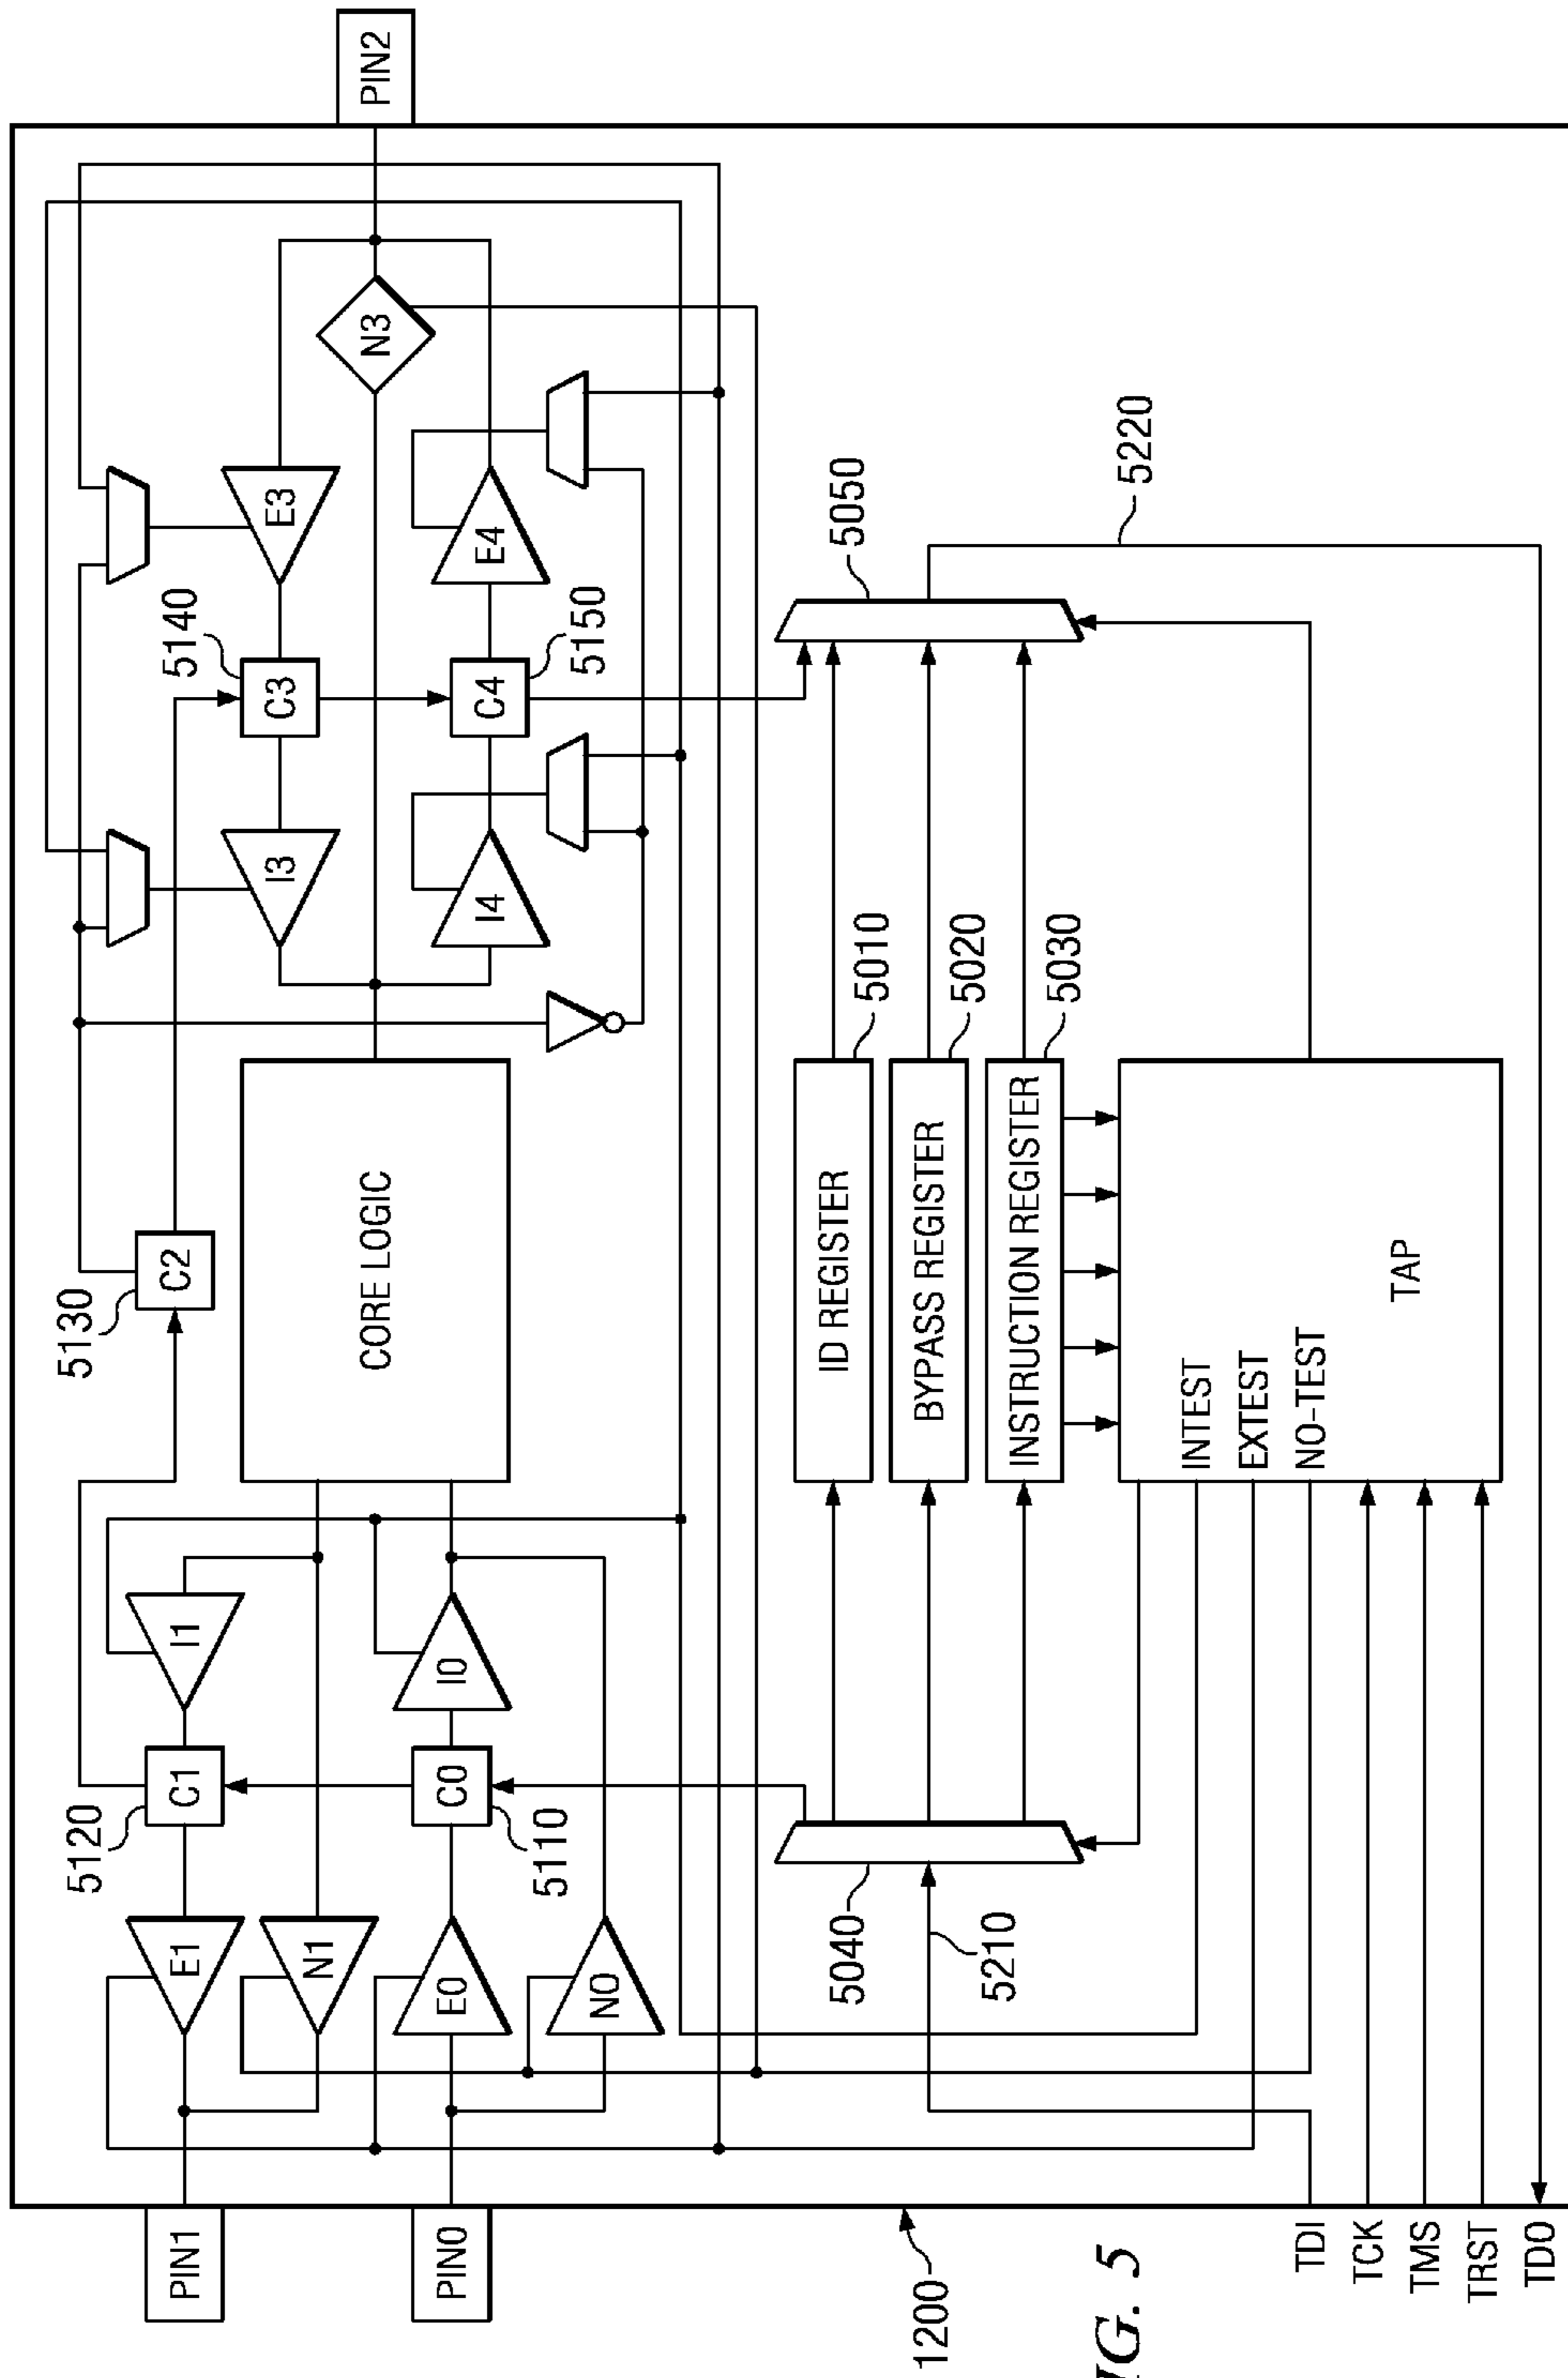 PIN1
PIN0
PIN2
5120
C1
E1
N1
I1
5110
C0
E0
N0
I0
5130
C2
CORE LOGIC
5140
C3
I3
E3
N3
5150
C4
I4
E4
5040
5210
ID REGISTER
5010
BYPASS REGISTER
5020
INSTRUCTION REGISTER
5030
5050
5220
INTEST
EXTEST
NO-TEST
TAP
TDI
TCK
TMS
TRST
TDO
1200
IG. 5